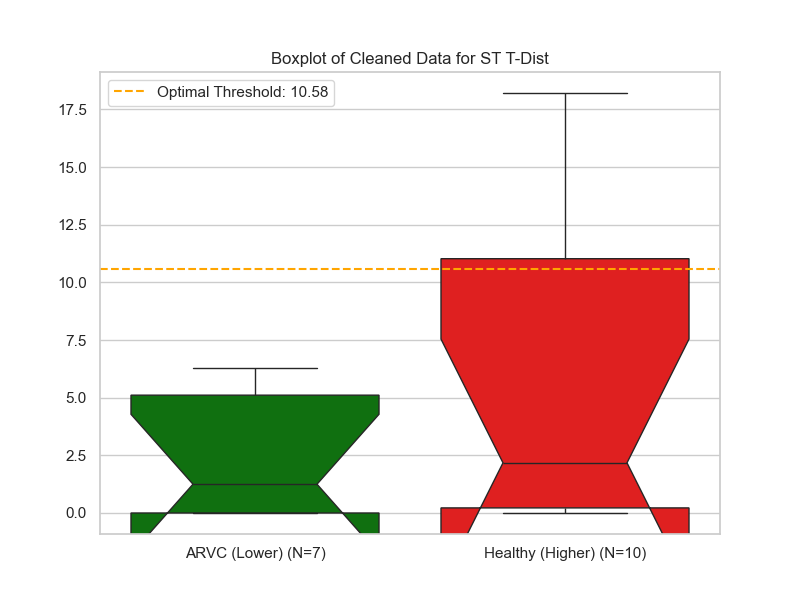 Boxplot of Cleaned Data for ST T-Dist
Optimal Threshold: 10.58
17.5
15.0
12.5
10.0
7.5
5.0
2.5
0.0
ARVC (Lower) (N=7)
Healthy (Higher) (N=10)